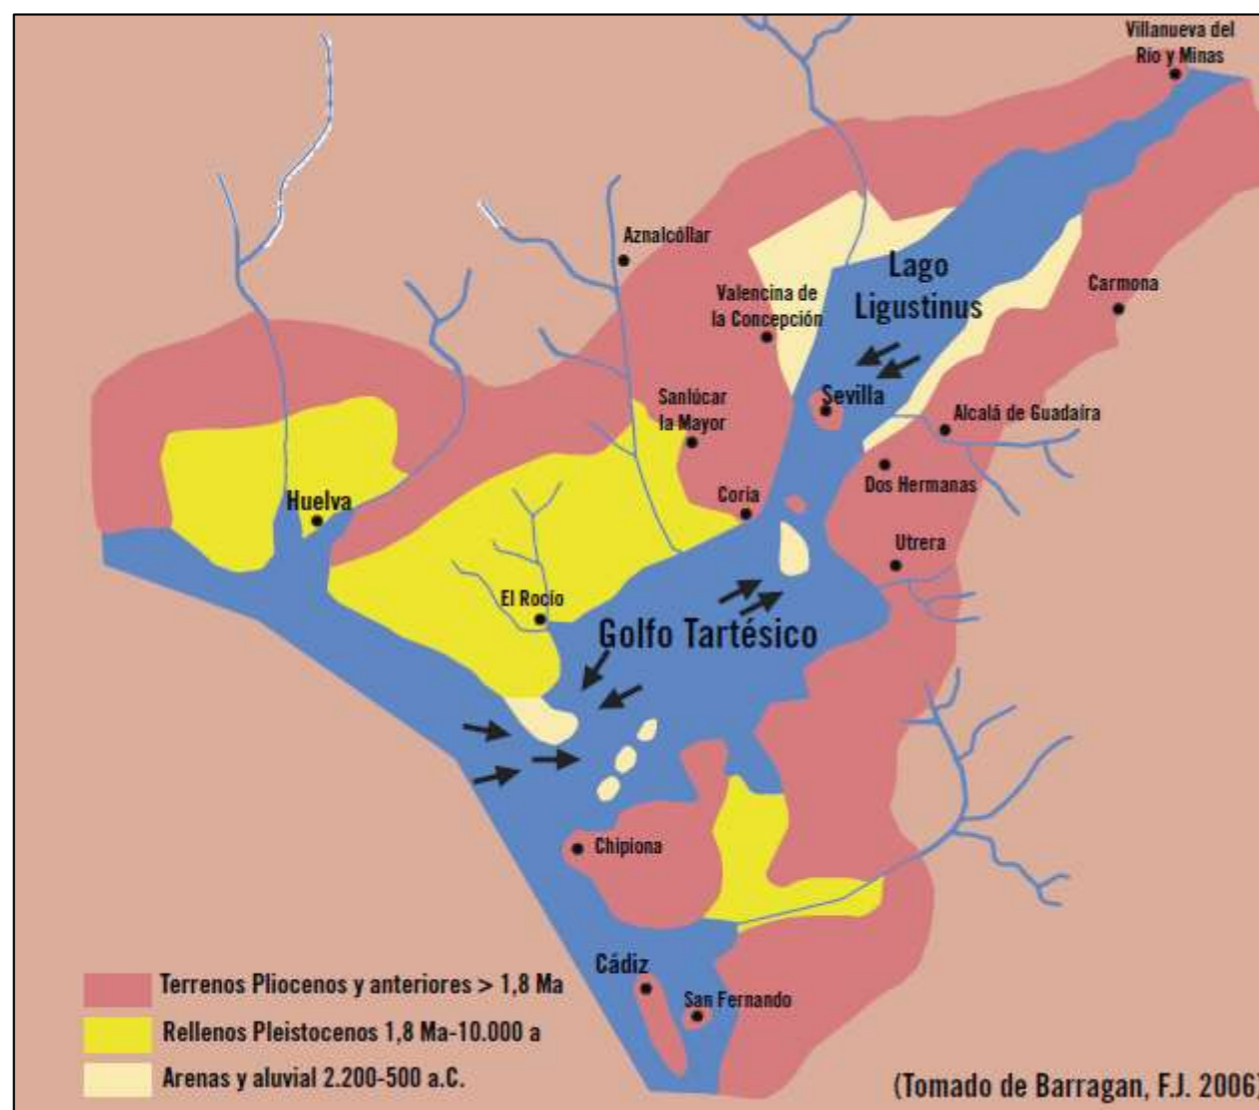 Villanueva del
Río y Minas
Aznalcóllar
Lago
Ligustinus
Carmona
Valencina de
la Concepción
Sevilla
Sanlúcar
la Mayor
Alcalá de Guadaíra
Dos Hermanas
Huelva
Coria
Utrera
El Rocío
Golfo Tartésico
Chipiona
Cádiz
San Fernando
Terrenos Pliocenos y anteriores > 1,8 Ma
Rellenos Pleistocenos 1,8 Ma-10.000 a
Arenas y aluvial 2.200-500 a.C.
(Tomado de Barragan, F.J. 2006)